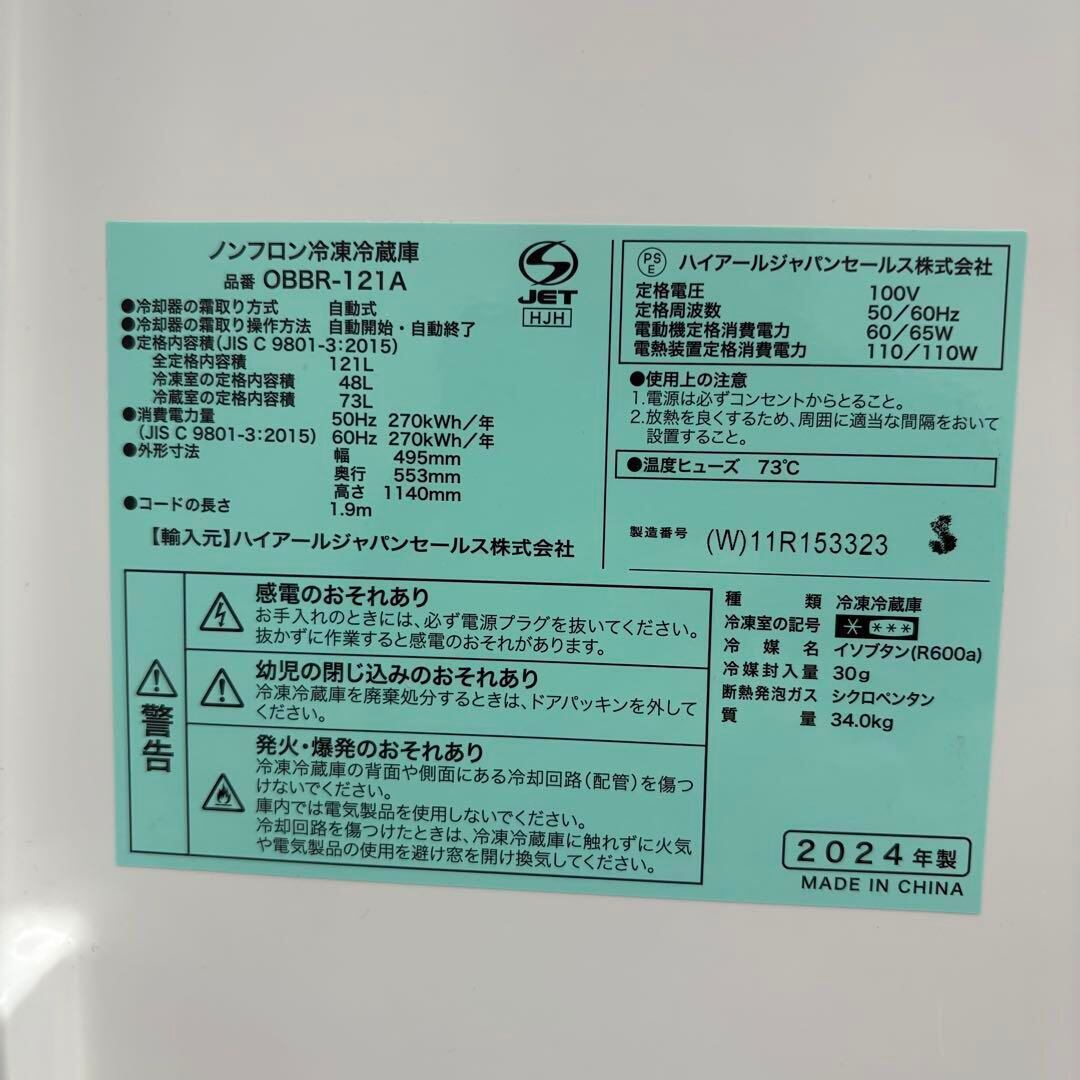 ノンフロン冷凍冷蔵庫
品番 OBBR-121A
JET
HJH
●冷却器の霜取り方式 自動式
●冷却器の霜取り操作方法 自動開始・自動終了
●定格内容積(JIS C 9801-3:2015)
全定格内容積 121L
冷凍室の定格内容積 48L
冷蔵室の定格内容積 73L
●消費電力量 50Hz 270kWh/年
(JIS C 9801-3:2015) 60Hz 270kWh/年
●外形寸法 幅 495mm
奥行 553mm
高さ 1140mm
●コードの長さ 1.9m
【輸入元】ハイアールジャパンセールス株式会社
PSE ハイアールジャパンセールス株式会社
定格電圧 100V
定格周波数 50/60Hz
電動機定格消費電力 60/65W
電熱装置定格消費電力 110/110W
●使用上の注意
1.電源は必ずコンセントからとること。
2.放熱を良くするため、周囲に適当な間隔をおいて
設置すること。
●温度ヒューズ 73℃
製造番号 (W)11R153323
警告
感電のおそれあり
お手入れのときには、必ず電源プラグを抜いてください。
抜かずに作業すると感電のおそれがあります。
幼児の閉じ込みのおそれあり
冷凍冷蔵庫を廃棄処分するときは、ドアパッキンを外して
ください。
発火・爆発のおそれあり
冷凍冷蔵庫の背面や側面にある冷却回路(配管)を傷つ
けないでください。
庫内では電気製品を使用しないでください。
冷却回路を傷つけたときは、冷凍冷蔵庫に触れずに火気
や電気製品の使用を避け窓を開け換気してください。
種類 冷凍冷蔵庫
冷凍室の記号 * ***
冷媒名 イソブタン(R600a)
冷媒封入量 30g
断熱発泡ガス シクロペンタン
質量 34.0kg
2024年製
MADE IN CHINA